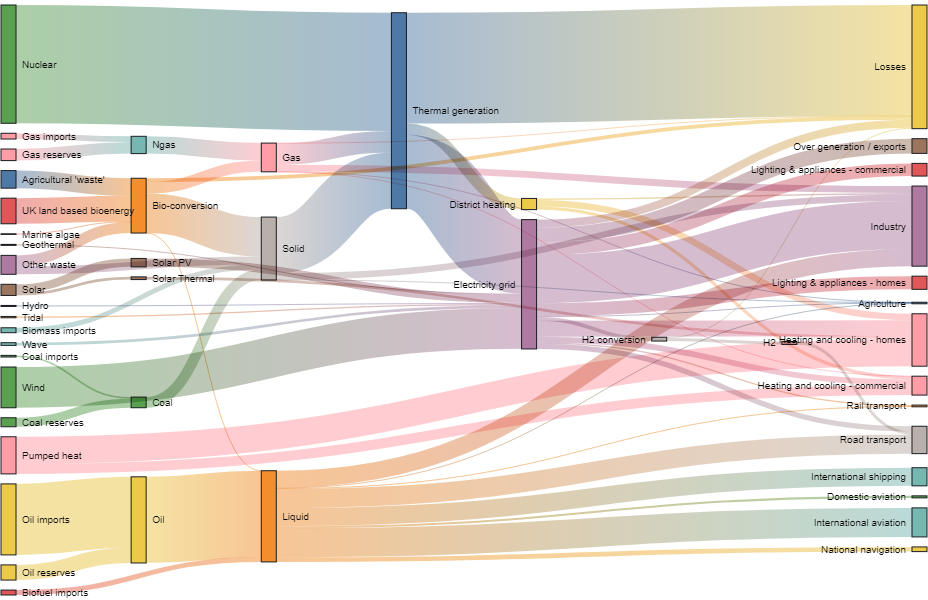 Nuclear
Gas imports
Gas reserves
Agricultural 'waste'
UK land based bioenergy
Marine algae
Geothermal
Other waste
Solar
Hydro
Tidal
Biomass imports
Wave
Coal imports
Wind
Coal reserves
Pumped heat
Oil imports
Oil reserves
Biofuel imports
Ngas
Bio-conversion
Solar PV
Solar Thermal
Coal
Oil
Gas
Solid
Liquid
Thermal generation
District heating
Electricity grid
H2 conversion
H2
Losses
Over generation / exports
Lighting & appliances - commercial
Industry
Lighting & appliances - homes
Agriculture
Heating and cooling - homes
Heating and cooling - commercial
Rail transport
Road transport
International shipping
Domestic aviation
International aviation
National navigation